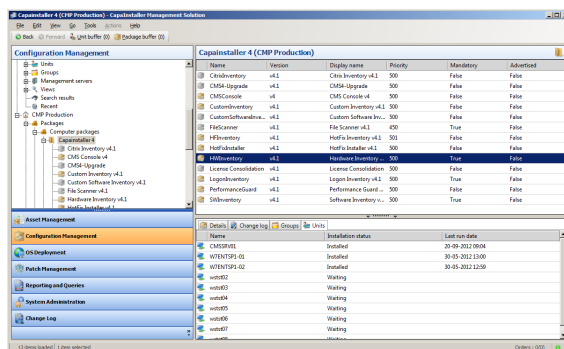 Capainstaller 4 (CMP Production) - CapaInstaller Management Solution
File Edit View Go Tools Actions Help
Back Forward Unit buffer (0) Package buffer (0)
Configuration Management
Units
Groups
Management servers
Views
Search results
Recent
CMP Production
Packages
Computer packages
Capainstaller 4
Citrix Inventory v4.1
CMS Console v4
CMS4-Upgrade
Custom Inventory v4.1
Custom Software Inventory v4.1
File Scanner v4.1
Hardware Inventory v4.1
HotFix Installer v4.1
Asset Management
Configuration Management
OS Deployment
Patch Management
Reporting and Queries
System Administration
Change Log
Capainstaller 4 (CMP Production)
Name Version Display name Priority Mandatory Advertised
CitrixInventory v4.1 Citrix Inventory v4.1 500 False False
CMS4-Upgrade v4.1 CMS4-Upgrade 500 False False
CMSConsole v4 CMS Console v4 500 False False
CustomInventory v4.1 Custom Inventory v4.1 500 False False
CustomSoftwareInve... v4.1 Custom Software Inv... 500 False False
FileScanner v4.1 File Scanner v4.1 450 True False
HFInventory v4.1 HotFix Inventory v4.1 501 False False
HotFixInstaller v4.1 HotFix Installer v4.1 500 False False
HWInventory v4.1 Hardware Inventory ... 500 True False
License Consolidation v4.1 License Consolidation 500 False False
LogonInventory v4.1 Logon Inventory v4.1 500 True False
PerformanceGuard v4.1 Performance Guard ... 500 False False
SWInventory v4.1 Software Inventory v... 500 True False
Details Change log Groups Units
Name Installation status Last run date
CMSSRV01 Installed 20-09-2012 09:04
W7ENTSP1-01 Installed 30-05-2012 13:00
W7ENTSP1-02 Installed 30-05-2012 12:59
wstst02 Waiting
wstst03 Waiting
wstst04 Waiting
wstst05 Waiting
wstst06 Waiting
wstst07 Waiting
wstst08 Waiting
13 items loaded 1 item selected
Orders : 0(0)